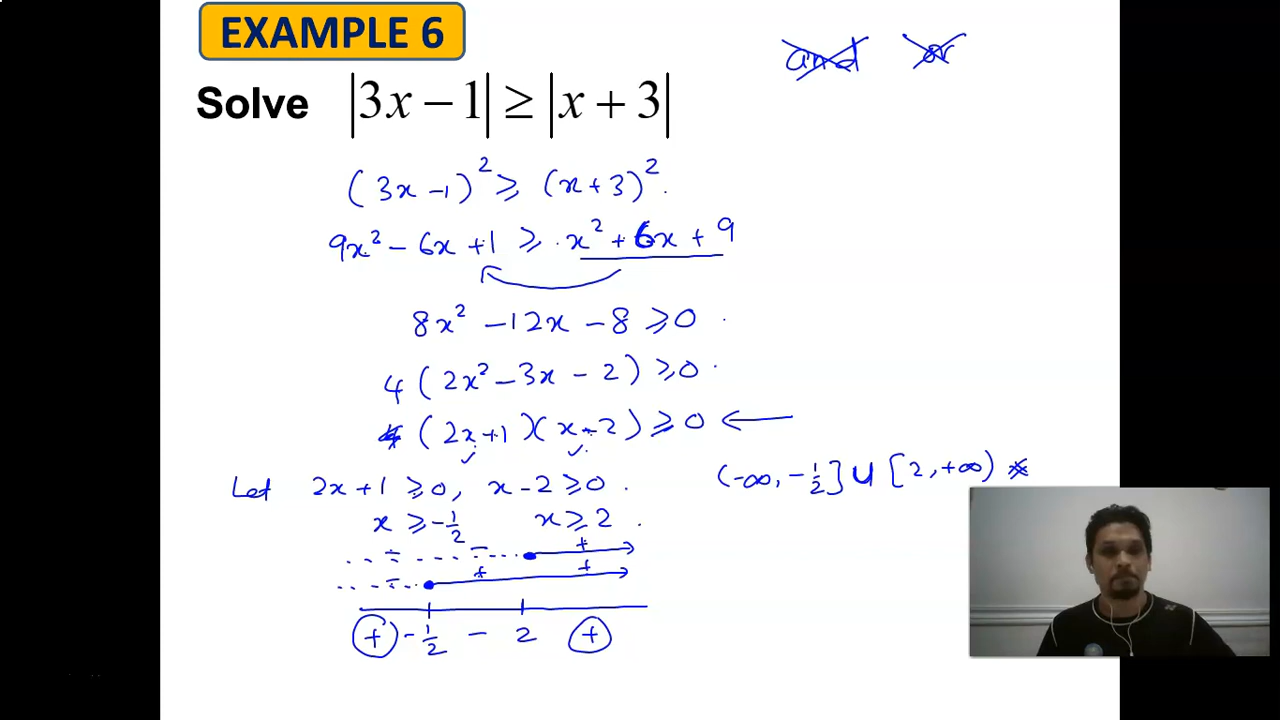 EXAMPLE 6
and or
Solve |3x − 1| ≥ |x + 3|
(3x − 1)² ≥ (x + 3)².
9x² − 6x + 1 ≥ x² + 6x + 9
8x² − 12x − 8 ≥ 0
4(2x² − 3x − 2) ≥ 0
4(2x + 1)(x − 2) ≥ 0 ←
Let 2x + 1 ≥ 0, x − 2 ≥ 0.
(−∞, −1/2] ∪ [2, +∞)
x ≥ −1/2 x ≥ 2.
− − +
− + +
+ −1/2 − 2 +